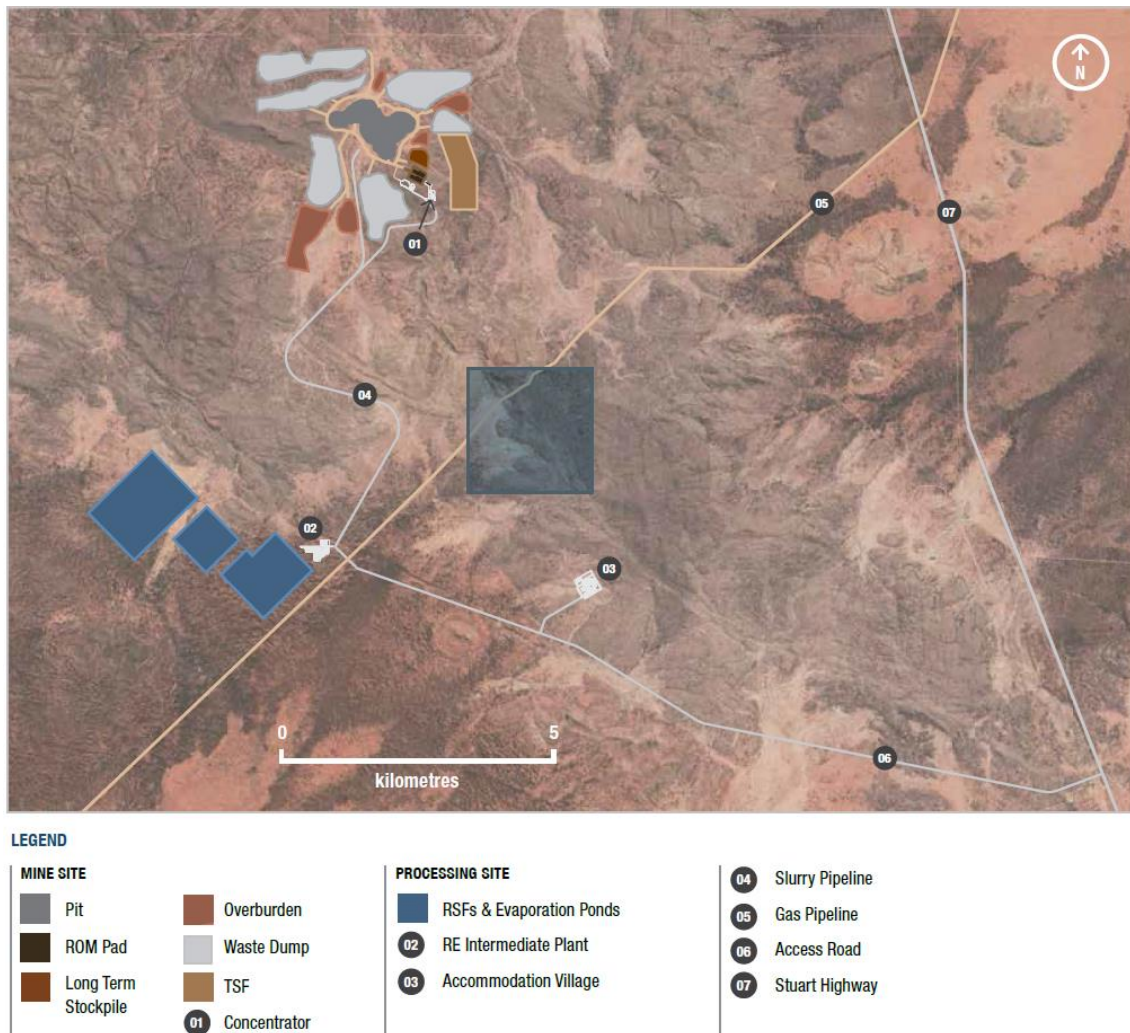 N
05
07
01
04
02
03
0 5
kilometres
06
LEGEND
MINE SITE
Pit
ROM Pad
Long Term
Stockpile
Overburden
Waste Dump
TSF
01 Concentrator
PROCESSING SITE
RSFs & Evaporation Ponds
02 RE Intermediate Plant
03 Accommodation Village
04 Slurry Pipeline
05 Gas Pipeline
06 Access Road
07 Stuart Highway